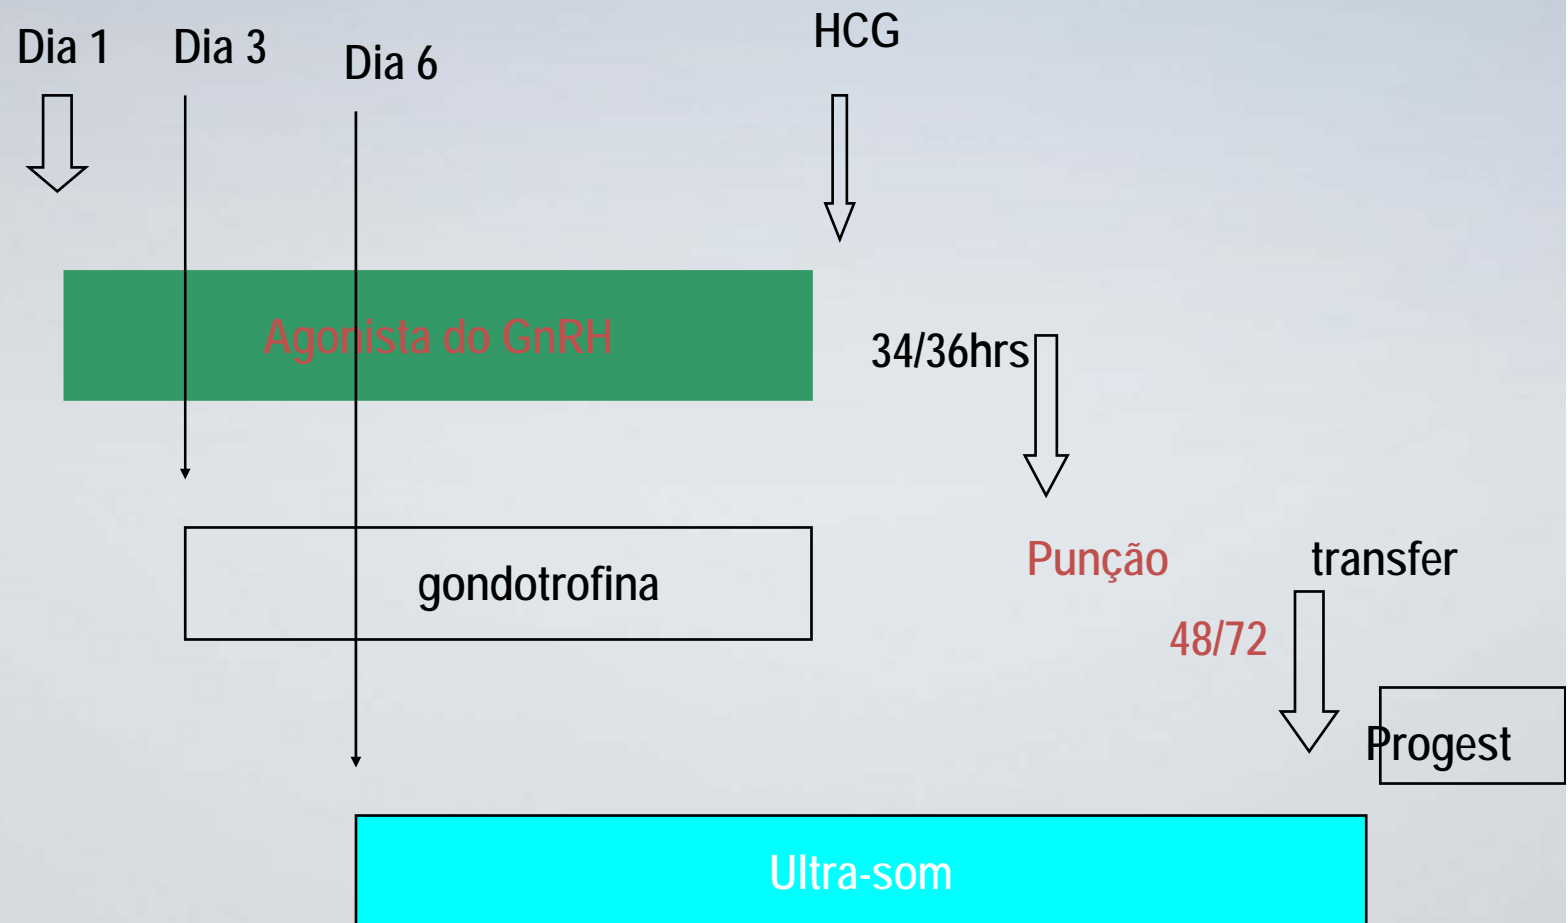 Dia 1
Dia 3
Dia 6
HCG
Agonista do GnRH
34/36hrs
gondotrofina
Punção
transfer
48/72
Progest
Ultra-som